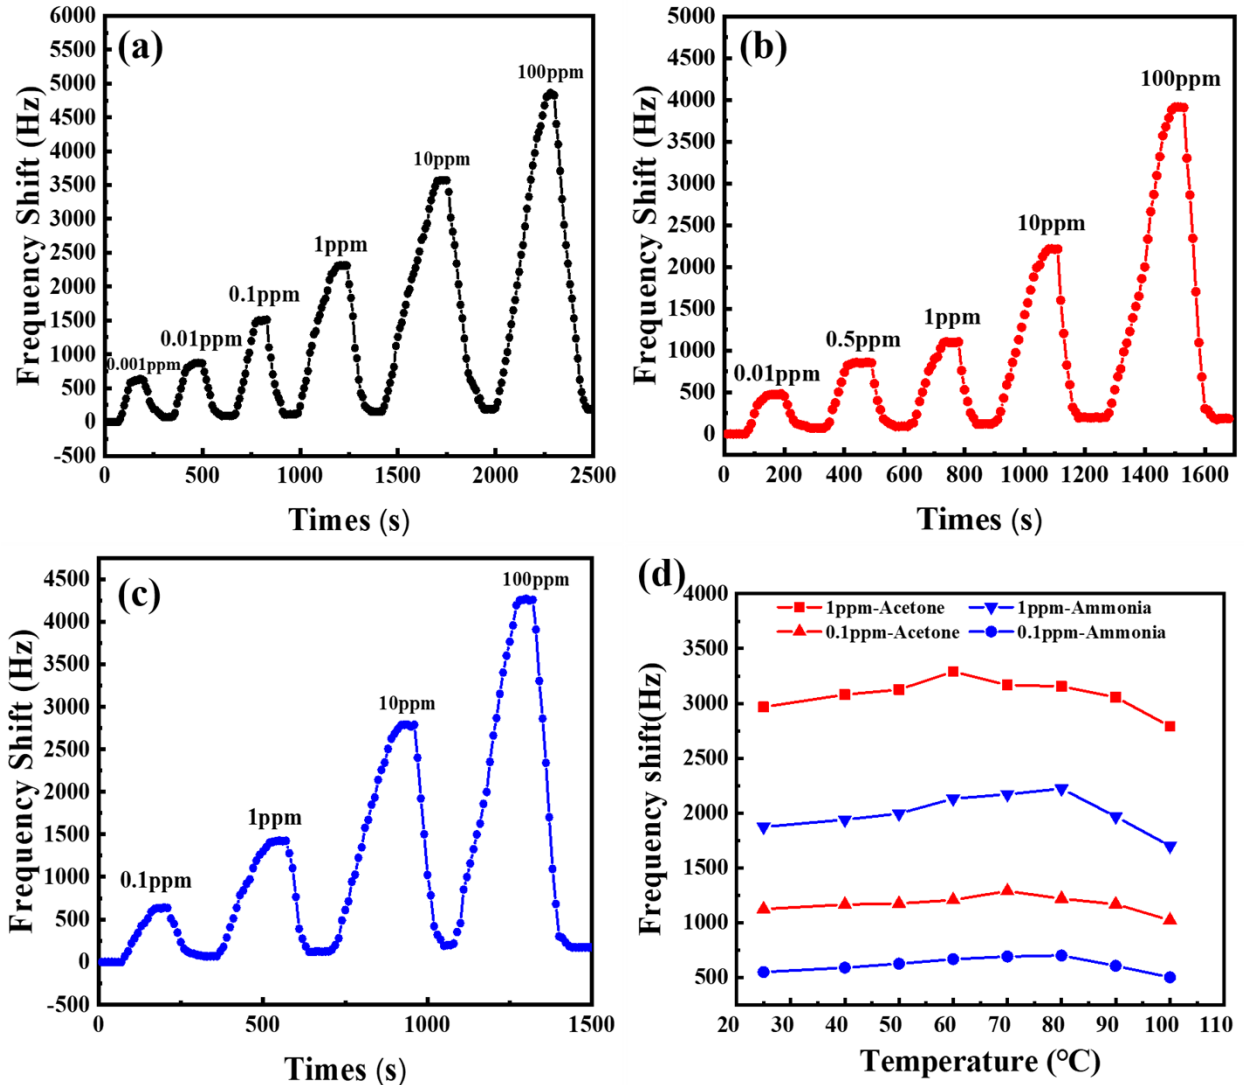 (a)
6000
5500
5000
4500
4000
3500
3000
2500
2000
1500
1000
500
0
-500
Frequency Shift (Hz)
0.001ppm
0.01ppm
0.1ppm
1ppm
10ppm
100ppm
0 500 1000 1500 2000 2500
Times (s)
(b)
5000
4500
4000
3500
3000
2500
2000
1500
1000
500
0
Frequency Shift (Hz)
0.01ppm
0.5ppm
1ppm
10ppm
100ppm
0 200 400 600 800 1000 1200 1400 1600
Times (s)
(c)
4500
4000
3500
3000
2500
2000
1500
1000
500
0
-500
Frequency Shift (Hz)
0.1ppm
1ppm
10ppm
100ppm
0 500 1000 1500
Times (s)
(d)
4000
3500
3000
2500
2000
1500
1000
500
Frequency shift(Hz)
1ppm-Acetone 1ppm-Ammonia
0.1ppm-Acetone 0.1ppm-Ammonia
20 30 40 50 60 70 80 90 100 110
Temperature (°C)